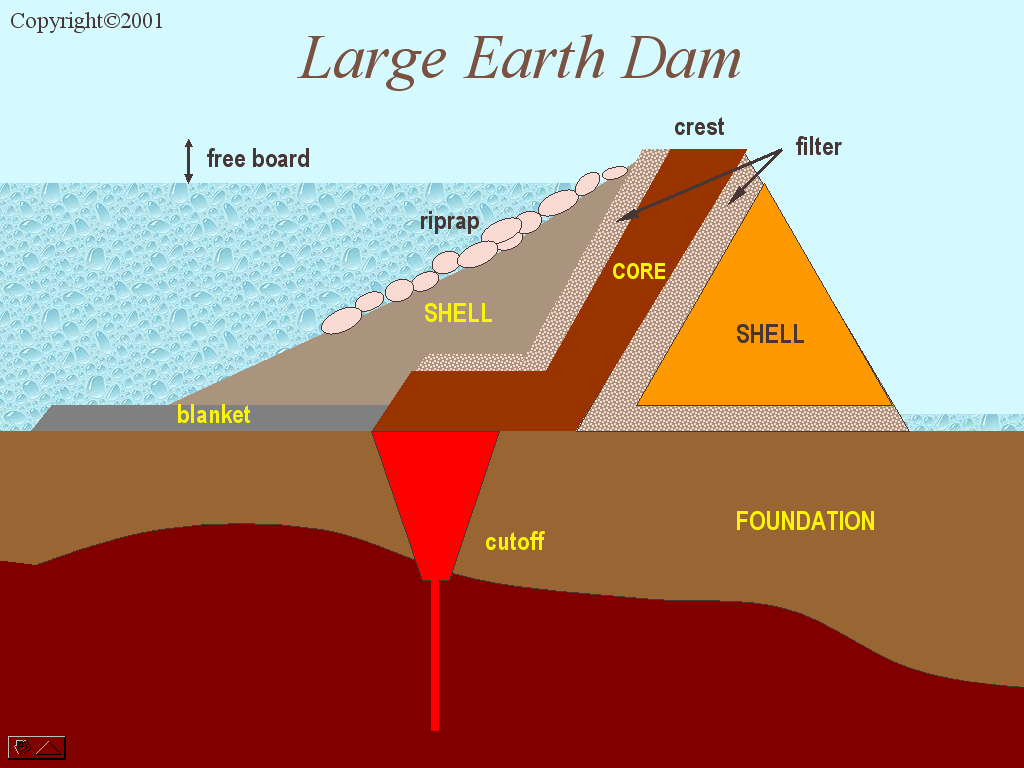 Copyright©2001
Large Earth Dam
crest
filter
free board
riprap
CORE
SHELL
SHELL
blanket
FOUNDATION
cutoff